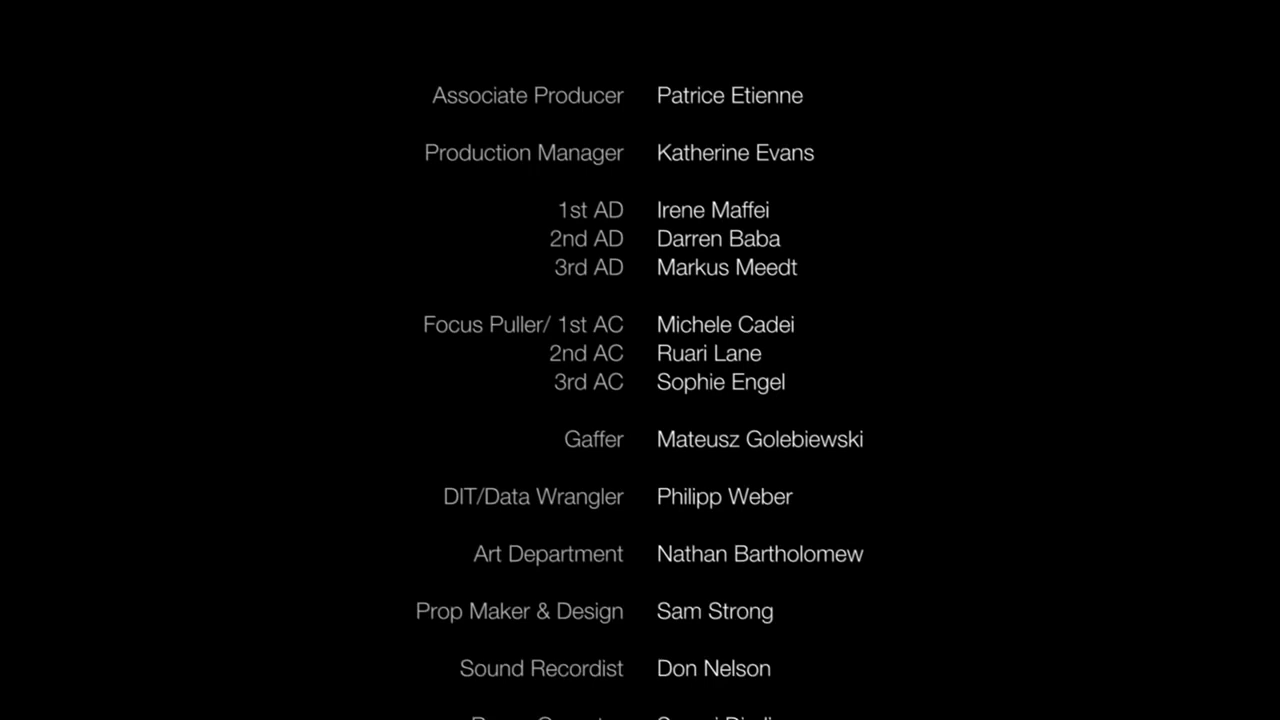 Associate Producer Patrice Etienne
Production Manager Katherine Evans
1st AD Irene Maffei
2nd AD Darren Baba
3rd AD Markus Meedt
Focus Puller/ 1st AC Michele Cadei
2nd AC Ruari Lane
3rd AC Sophie Engel
Gaffer Mateusz Golebiewski
DIT/Data Wrangler Philipp Weber
Art Department Nathan Bartholomew
Prop Maker & Design Sam Strong
Sound Recordist Don Nelson